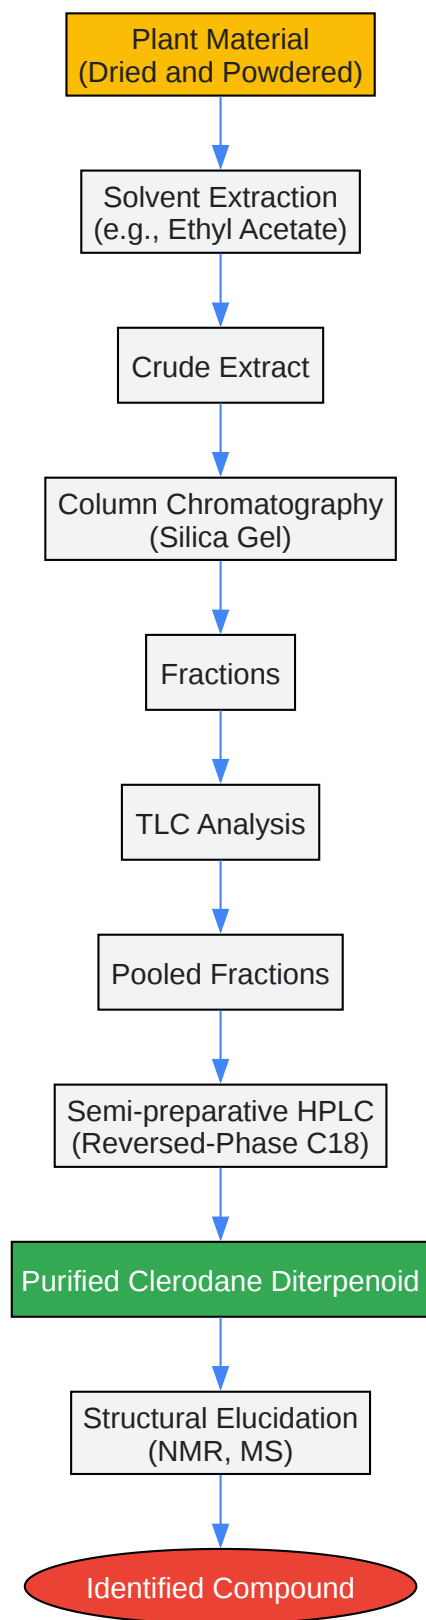 Plant Material
(Dried and Powdered)
Solvent Extraction
(e.g., Ethyl Acetate)
Crude Extract
Column Chromatography
(Silica Gel)
Fractions
TLC Analysis
Pooled Fractions
Semi-preparative HPLC
(Reversed-Phase C18)
Purified Clerodane Diterpenoid
Structural Elucidation
(NMR, MS)
Identified Compound